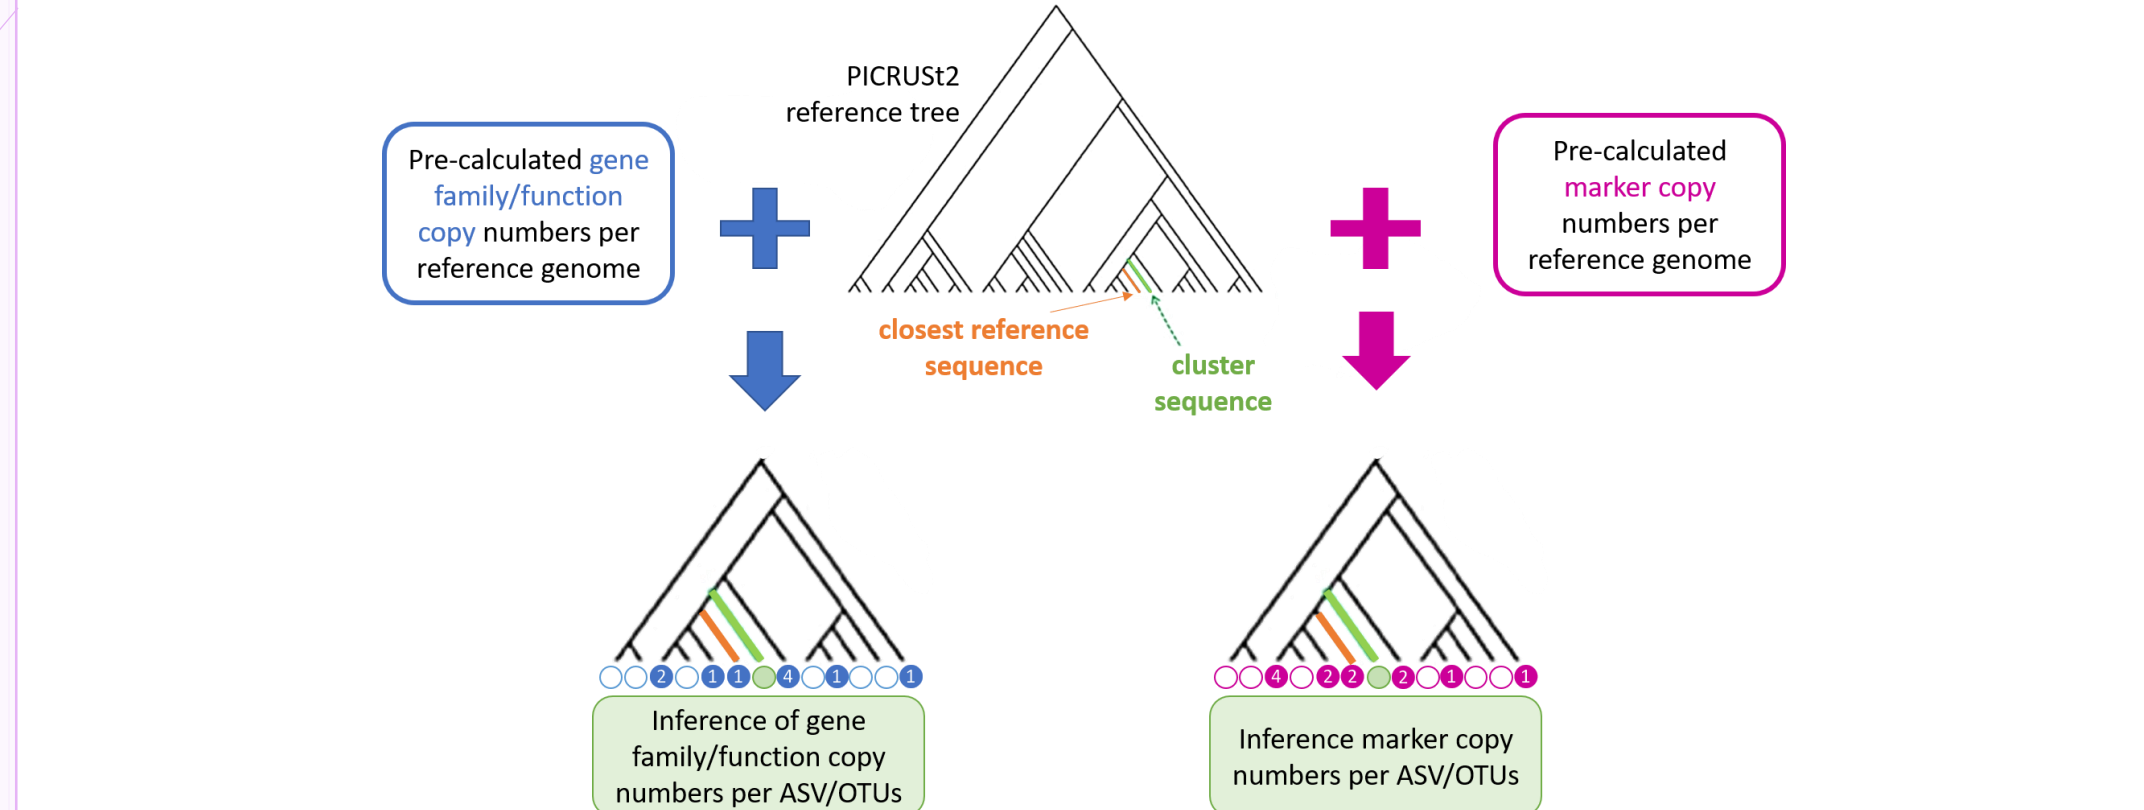 PICRUSt2
reference tree
Pre-calculated gene
family/function
copy numbers per
reference genome
Pre-calculated
marker copy
numbers per
reference genome
closest reference
sequence
cluster
sequence
2 1 1 4 1 1
4 2 2 2 1 1
Inference of gene
family/function copy
numbers per ASV/OTUs
Inference marker copy
numbers per ASV/OTUs